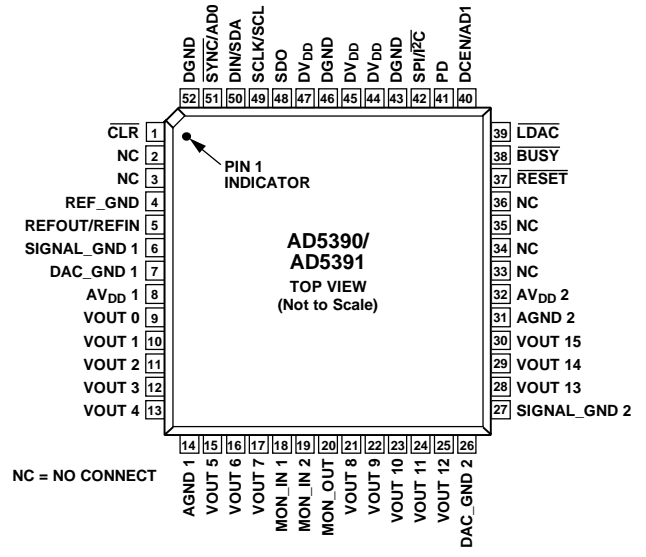 DGND
S̅Y̅N̅C̅/AD0
DIN/SDA
SCLK/SCL
SDO
DVDD
DGND
DVDD
DVDD
DGND
SPI/I̅2̅C̅
PD
DCEN/AD1
52 51 50 49 48 47 46 45 44 43 42 41 40
C̅L̅R̅ 1
NC 2
NC 3
REF_GND 4
REFOUT/REFIN 5
SIGNAL_GND 1 6
DAC_GND 1 7
AVDD 1 8
VOUT 0 9
VOUT 1 10
VOUT 2 11
VOUT 3 12
VOUT 4 13
PIN 1
INDICATOR
AD5390/
AD5391
TOP VIEW
(Not to Scale)
39 L̅D̅A̅C̅
38 B̅U̅S̅Y̅
37 R̅E̅S̅E̅T̅
36 NC
35 NC
34 NC
33 NC
32 AVDD 2
31 AGND 2
30 VOUT 15
29 VOUT 14
28 VOUT 13
27 SIGNAL_GND 2
14 15 16 17 18 19 20 21 22 23 24 25 26
AGND 1
VOUT 5
VOUT 6
VOUT 7
MON_IN 1
MON_IN 2
MON_OUT
VOUT 8
VOUT 9
VOUT 10
VOUT 11
VOUT 12
DAC_GND 2
NC = NO CONNECT